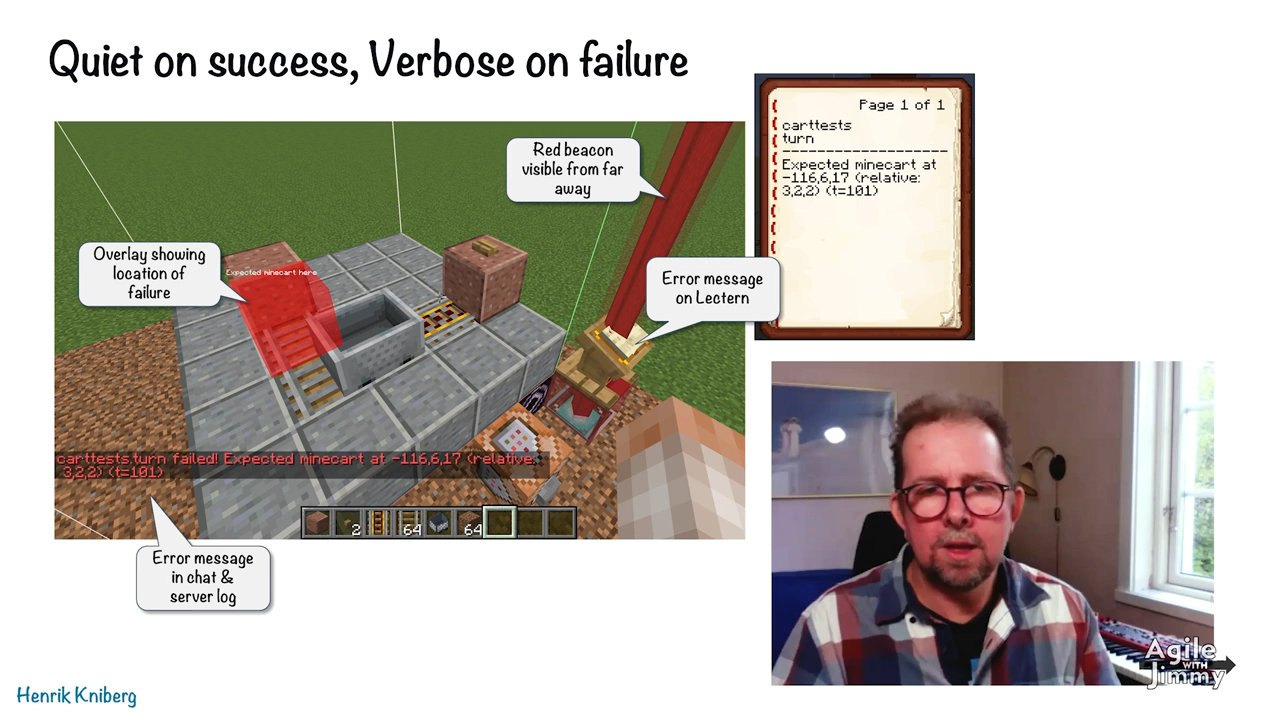 Quiet on success, Verbose on failure
Page 1 of 1
carttests
turn
--------------------
Expected minecart at
-116,6,17 (relative:
3,2,2) (t=101)
Red beacon
visible from far
away
Overlay showing
location of
failure
Expected minecart here
Error message
on Lectern
carttests.turn failed! Expected minecart at -116,6,17 (relative:
3,2,2) (t=101)
2
64
64
Error message
in chat &
server log
Agile
WITH
Jimmy
Henrik Kniberg